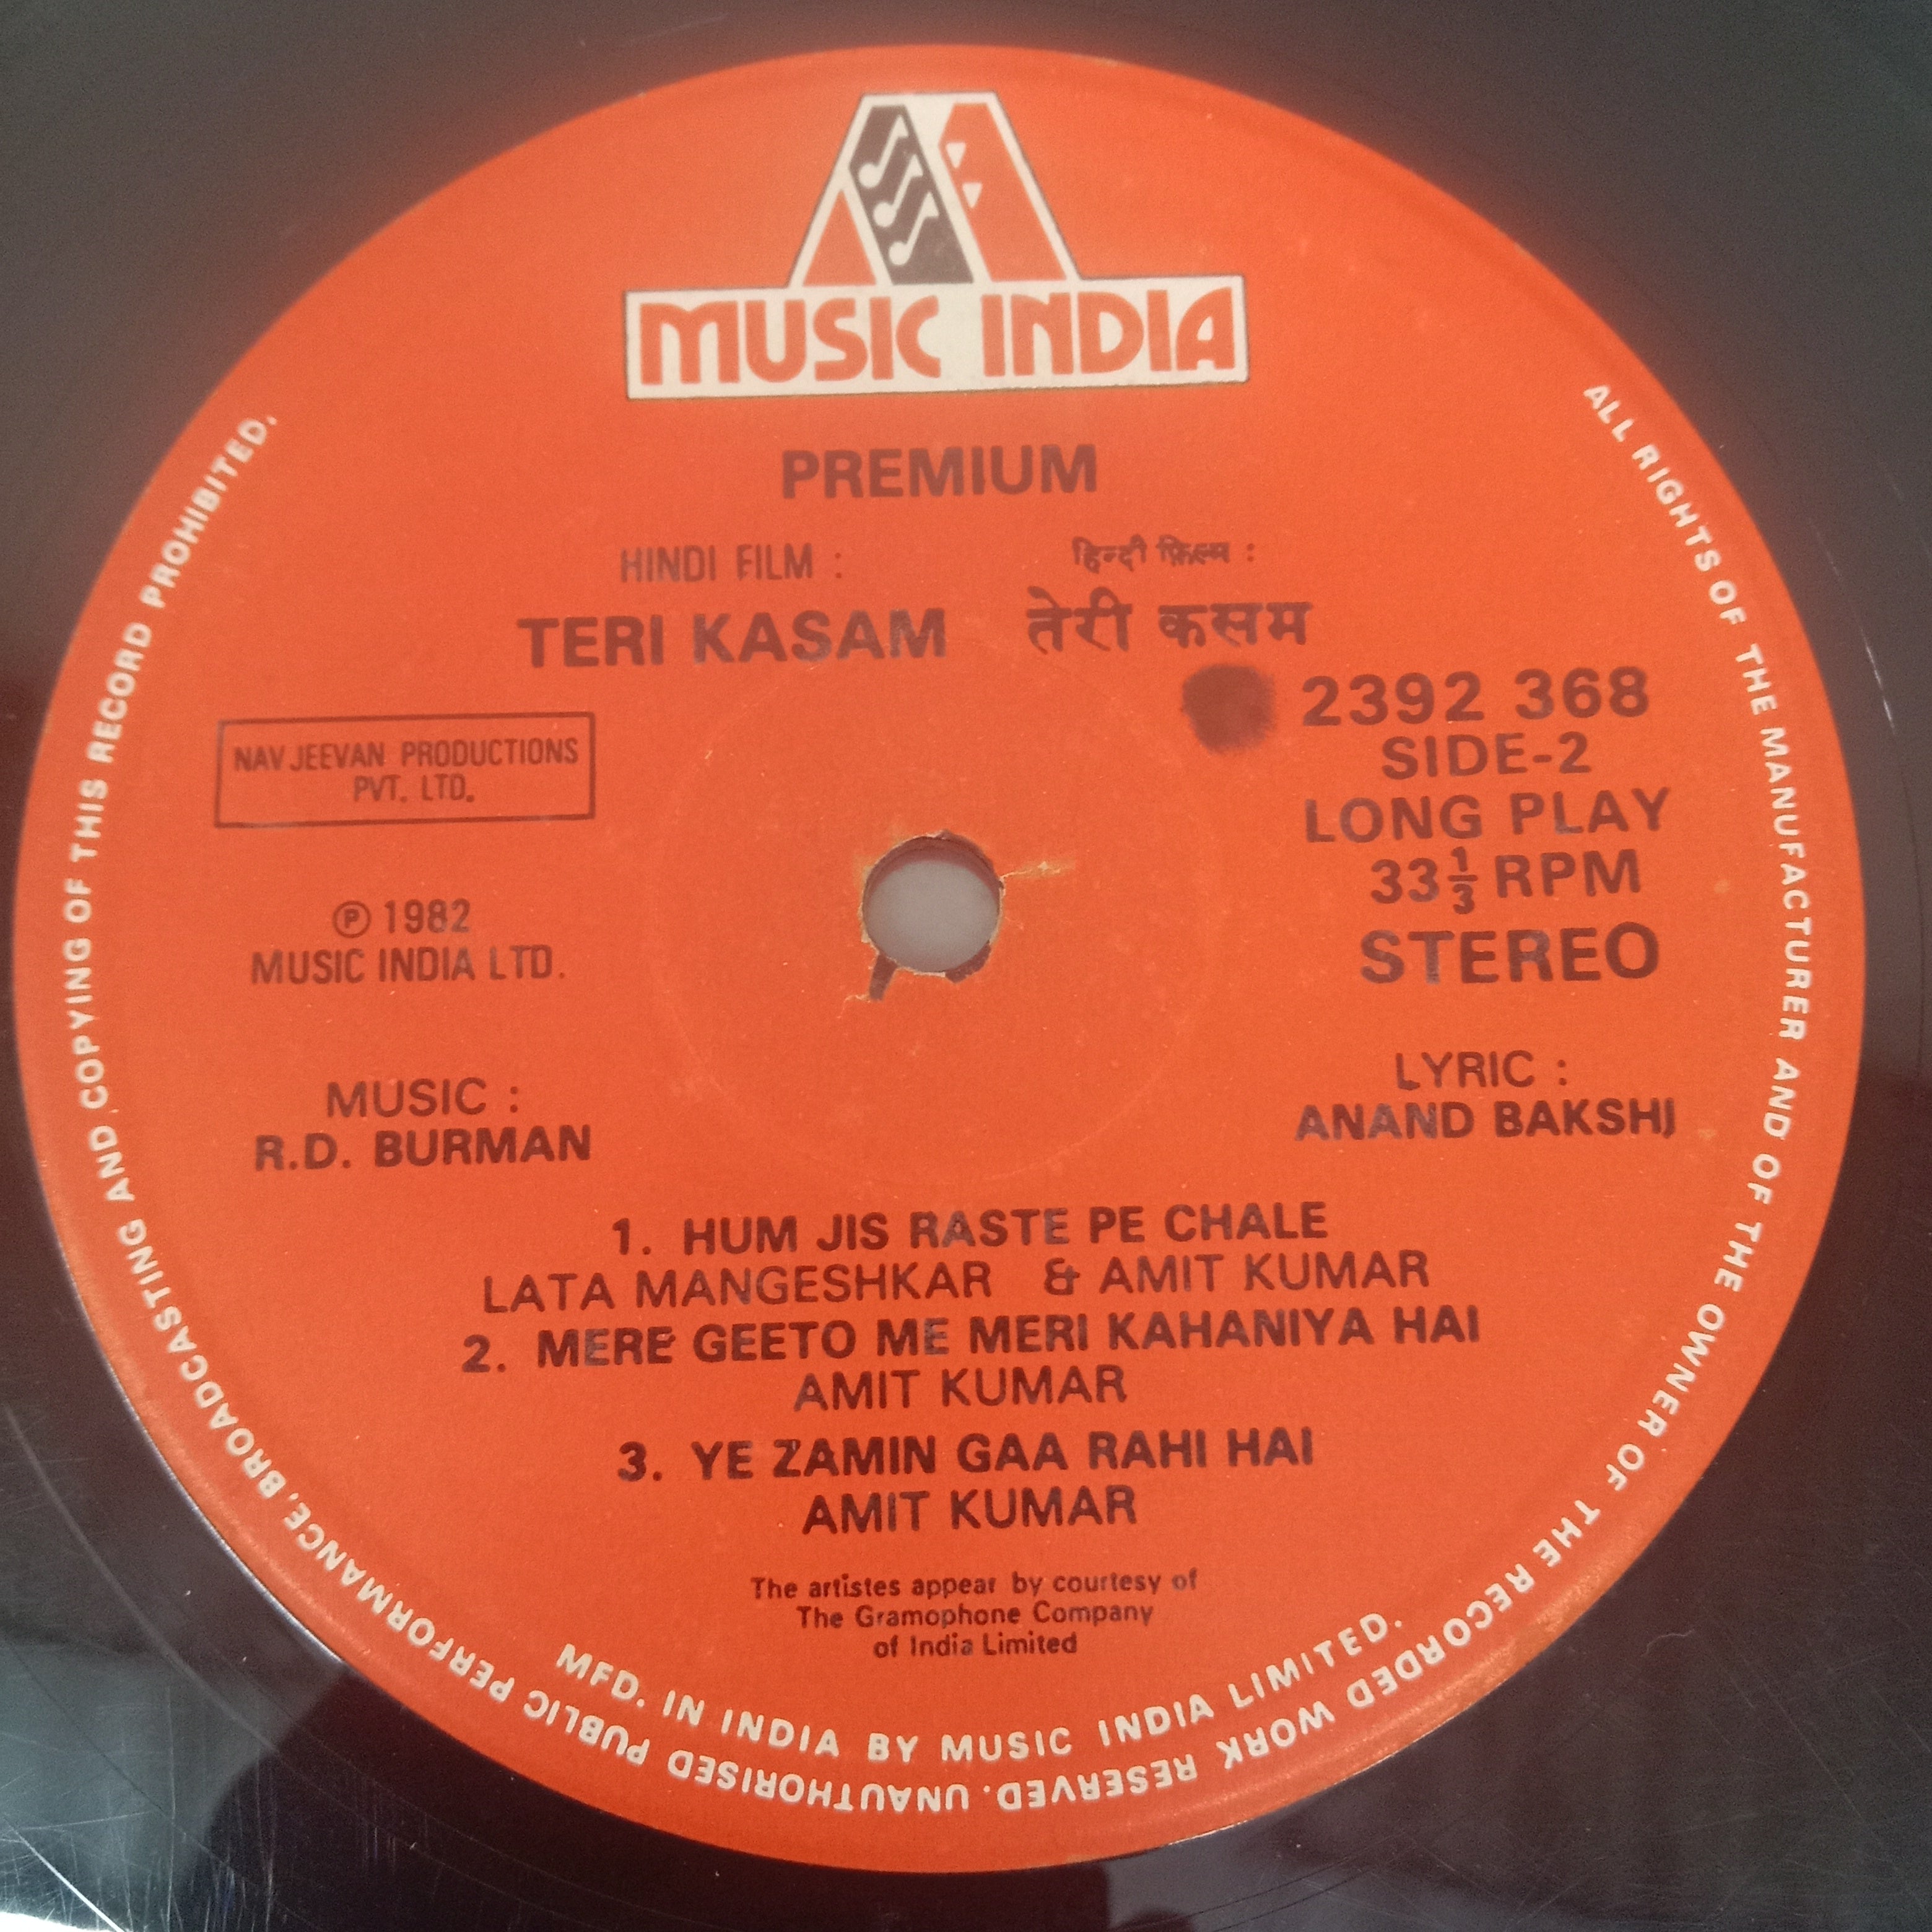 MUSIC INDIA
PREMIUM
HINDI FILM :
हिन्दी फ़िल्म :
TERI KASAM
तेरी कसम
2392 368
SIDE-2
LONG PLAY
33 1/3 RPM
STEREO
NAV JEEVAN PRODUCTIONS
PVT. LTD.
℗ 1982
MUSIC INDIA LTD.
MUSIC :
R.D. BURMAN
LYRIC :
ANAND BAKSHI
1. HUM JIS RASTE PE CHALE
LATA MANGESHKAR & AMIT KUMAR
2. MERE GEETO ME MERI KAHANIYA HAI
AMIT KUMAR
3. YE ZAMIN GAA RAHI HAI
AMIT KUMAR
The artistes appear by courtesy of
The Gramophone Company
of India Limited
MFD. IN INDIA BY MUSIC INDIA LIMITED.
ALL RIGHTS OF THE MANUFACTURER AND OF THE OWNER OF THE RECORDED WORK RESERVED. UNAUTHORISED PUBLIC PERFORMANCE, BROADCASTING AND COPYING OF THIS RECORD PROHIBITED.